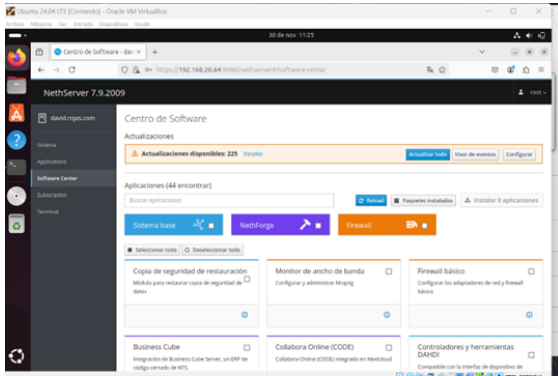 Ubuntu 24.04 LTS [Corriendo] - Oracle VM VirtualBox
Archivo Máquina Ver Entrada Dispositivos Ayuda
30 de nov 11:25
Centro de Software - dav
https://192.168.20.64:9090/nethserver#/software-center
NethServer 7.9.2009
root
david.rojas.com
Centro de Software
Actualizaciones
Sistema
Actualizaciones disponibles: 225 Detalles
Actualizar todo
Visor de eventos
Configurar
Applications
Software Center
Aplicaciones (44 encontrar)
Subscription
Buscar aplicaciones
Reload
Paquetes instalados
Instalar 0 aplicaciones
Terminal
Sistema base
NethForge
Firewall
Seleccionar todo
Deseleccionar todo
Copia de seguridad de restauración
Monitor de ancho de banda
Firewall básico
Módulo para restaurar copia de seguridad de datos
Configurar y administrar Ntopng
Configurar los adaptadores de red y firewall básico
Business Cube
Collabora Online (CODE)
Controladores y herramientas DAHDI
Integración de Business Cube Server, un ERP de código cerrado de NTS.
Collabora Online (CODE) integrado en Nextcloud
Compatible con la interfaz de dispositivo de